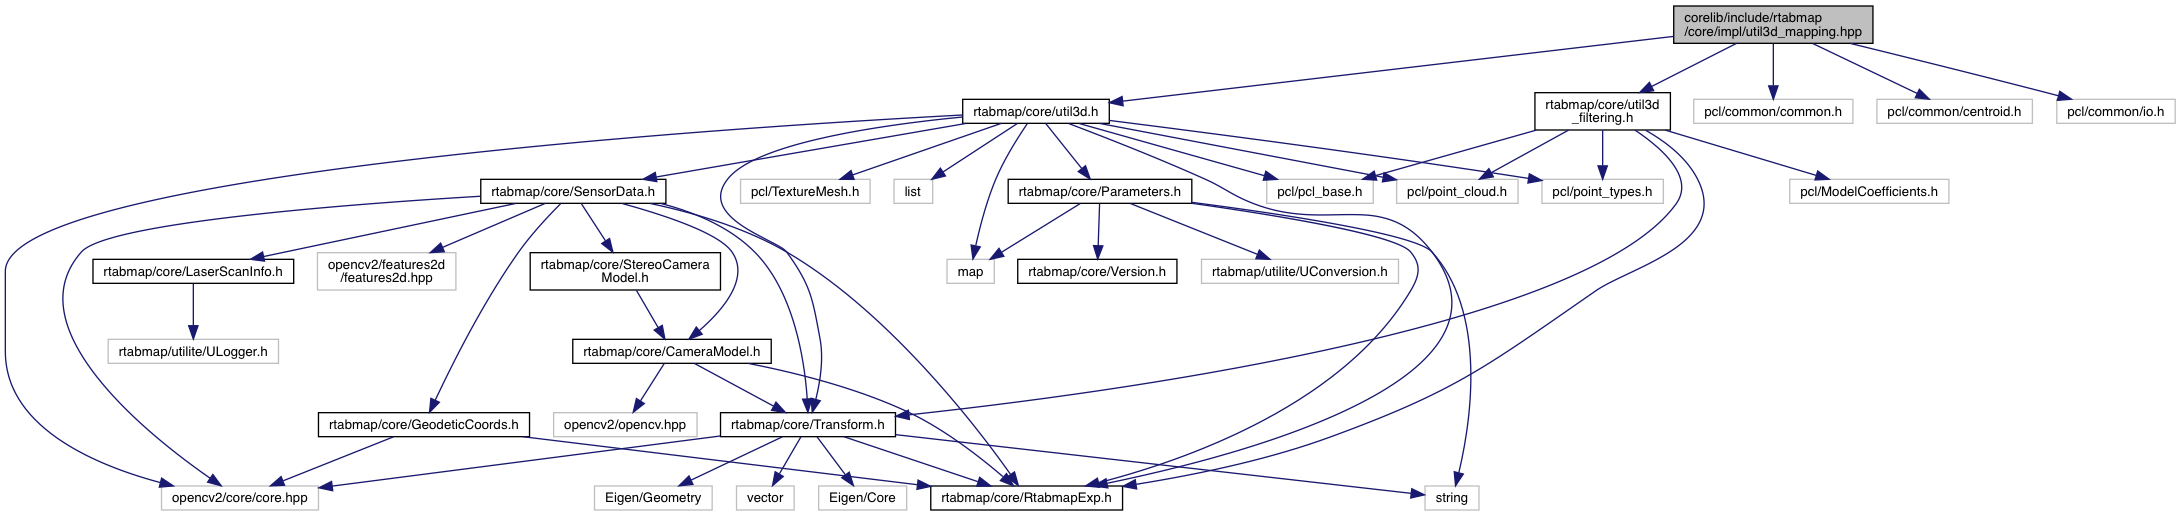 corelib/include/rtabmap
/core/impl/util3d_mapping.hpp
rtabmap/core/util3d.h
rtabmap/core/util3d
_filtering.h
pcl/common/common.h
pcl/common/centroid.h
pcl/common/io.h
rtabmap/core/SensorData.h
pcl/TextureMesh.h
list
rtabmap/core/Parameters.h
pcl/pcl_base.h
pcl/point_cloud.h
pcl/point_types.h
pcl/ModelCoefficients.h
rtabmap/core/LaserScanInfo.h
opencv2/features2d
/features2d.hpp
rtabmap/core/StereoCamera
Model.h
map
rtabmap/core/Version.h
rtabmap/utilite/UConversion.h
rtabmap/utilite/ULogger.h
rtabmap/core/CameraModel.h
rtabmap/core/GeodeticCoords.h
opencv2/opencv.hpp
rtabmap/core/Transform.h
opencv2/core/core.hpp
Eigen/Geometry
vector
Eigen/Core
rtabmap/core/RtabmapExp.h
string